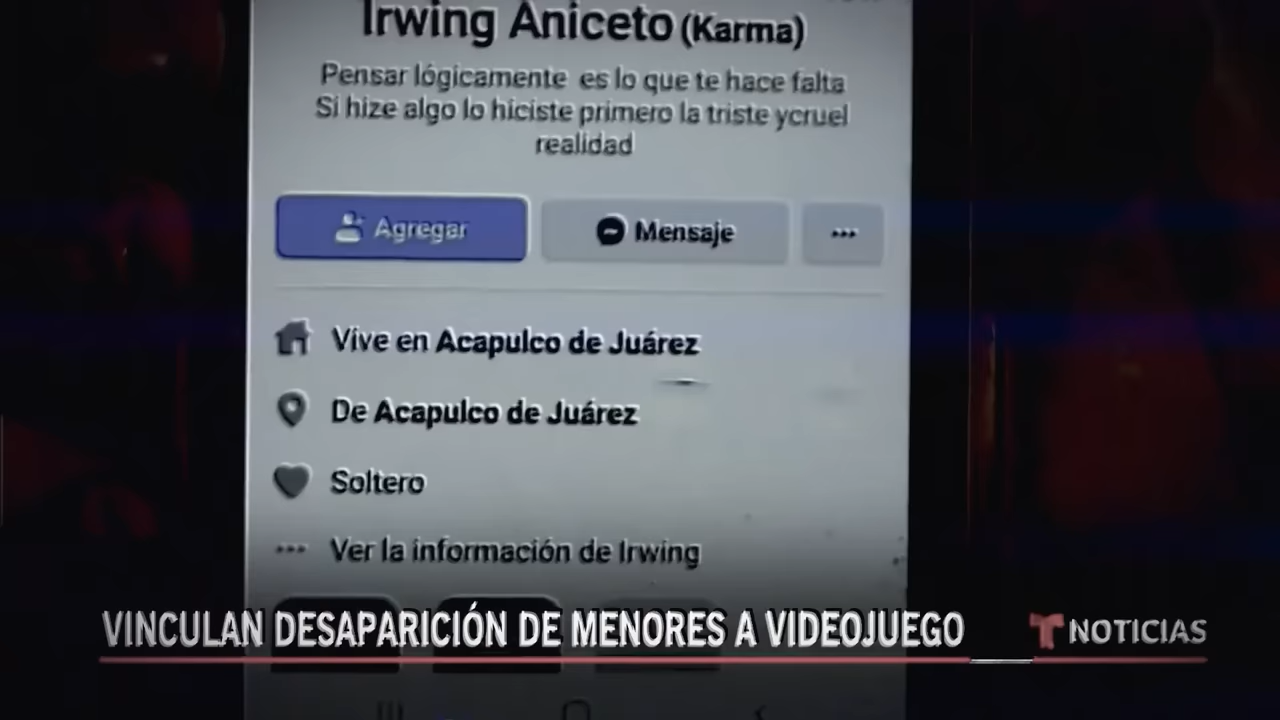 Irwing Aniceto (Karma)
Pensar lógicamente es lo que te hace falta
Si hize algo lo hiciste primero la triste ycruel
realidad
Agregar
Mensaje
Vive en Acapulco de Juárez
De Acapulco de Juárez
Soltero
Ver la información de Irwing
VINCULAN DESAPARICIÓN DE MENORES A VIDEOJUEGO
T NOTICIAS